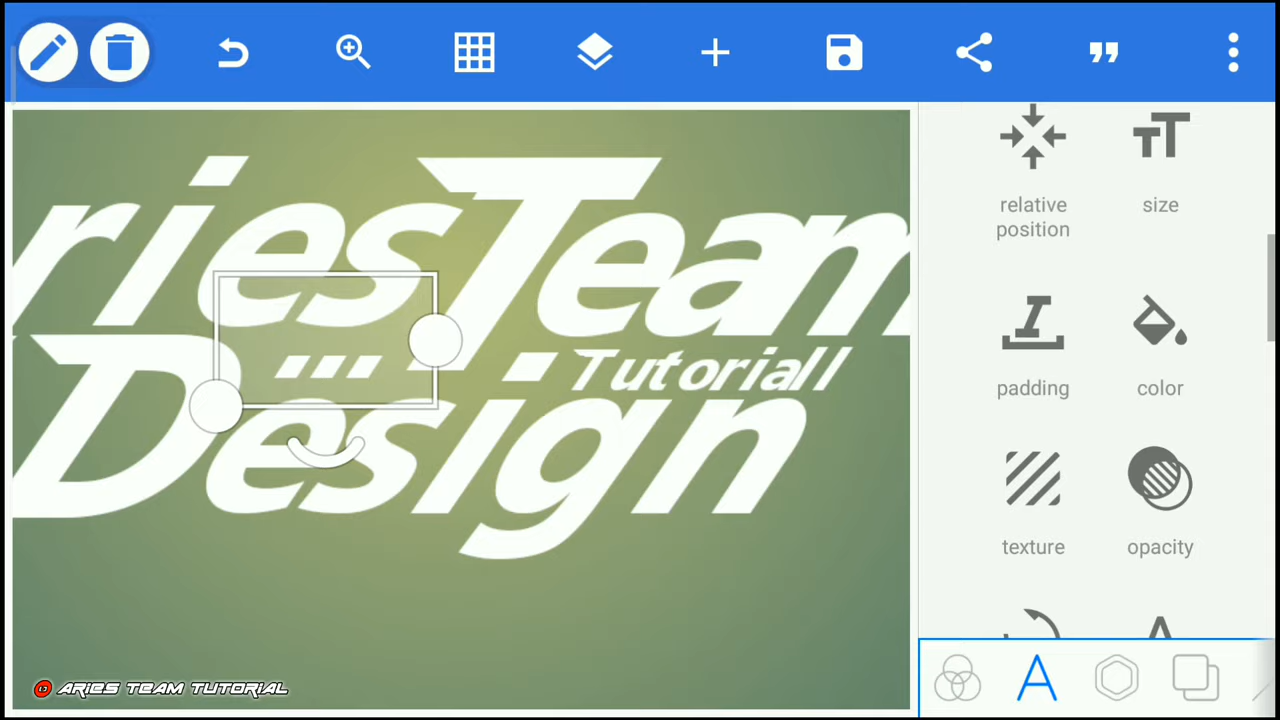 riesTeam
...
Tutoriall
Design
relative
position
size
padding
color
texture
opacity
ARIES TEAM TUTORIAL